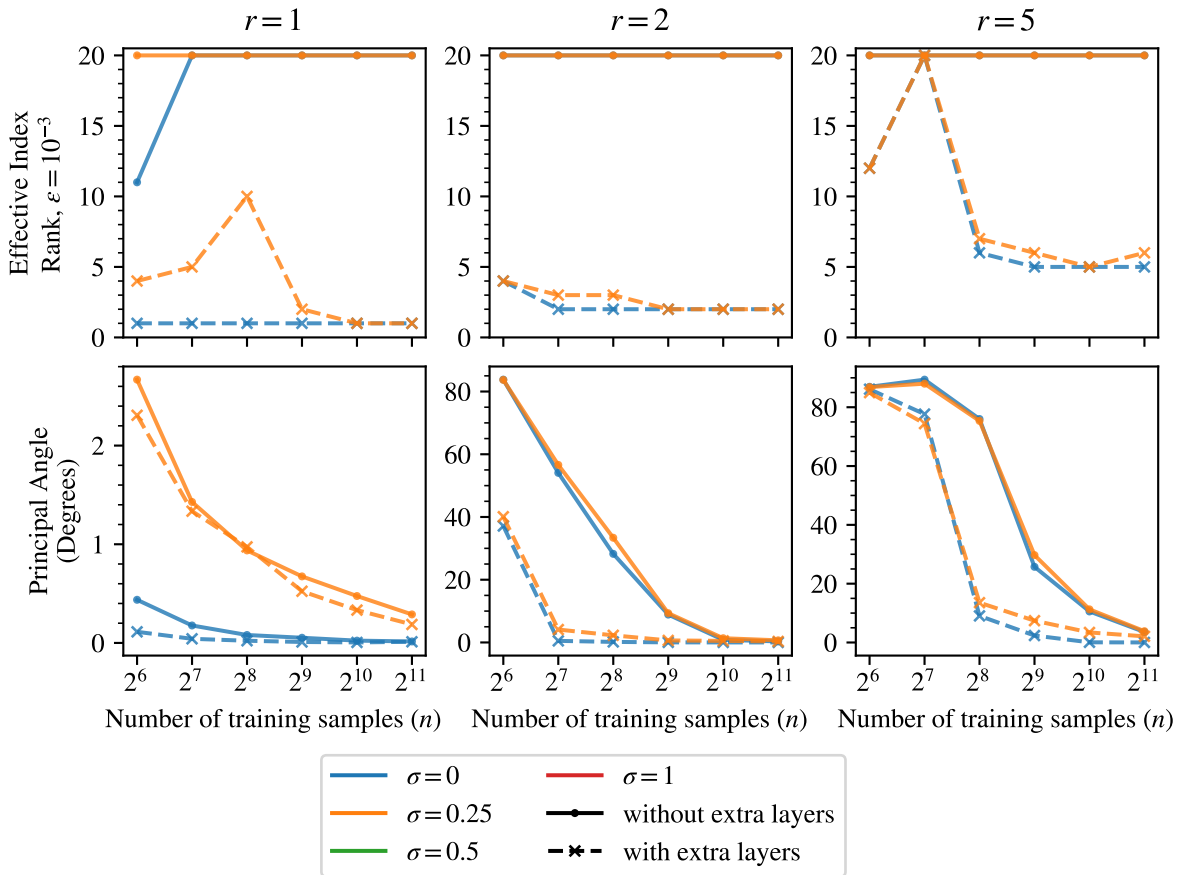 r = 1
r = 2
r = 5
Effective Index
Rank, ε = 10⁻³
20
15
10
5
0
20
15
10
5
0
20
15
10
5
0
Principal Angle
(Degrees)
2
1
0
80
60
40
20
0
80
60
40
20
0
2⁶ 2⁷ 2⁸ 2⁹ 2¹⁰ 2¹¹
2⁶ 2⁷ 2⁸ 2⁹ 2¹⁰ 2¹¹
2⁶ 2⁷ 2⁸ 2⁹ 2¹⁰ 2¹¹
Number of training samples (n)
Number of training samples (n)
Number of training samples (n)
σ = 0
σ = 0.25
σ = 0.5
σ = 1
without extra layers
with extra layers